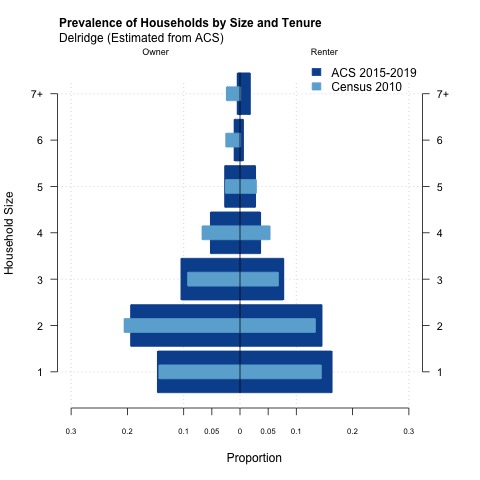 Prevalence of Households by Size and Tenure
Delridge (Estimated from ACS)
Owner Renter
ACS 2015-2019
Census 2010
7+ 7+
6 6
5 5
4 4
3 3
2 2
1 1
Household Size
0.3 0.2 0.1 0.05 0 0.05 0.1 0.2 0.3
Proportion